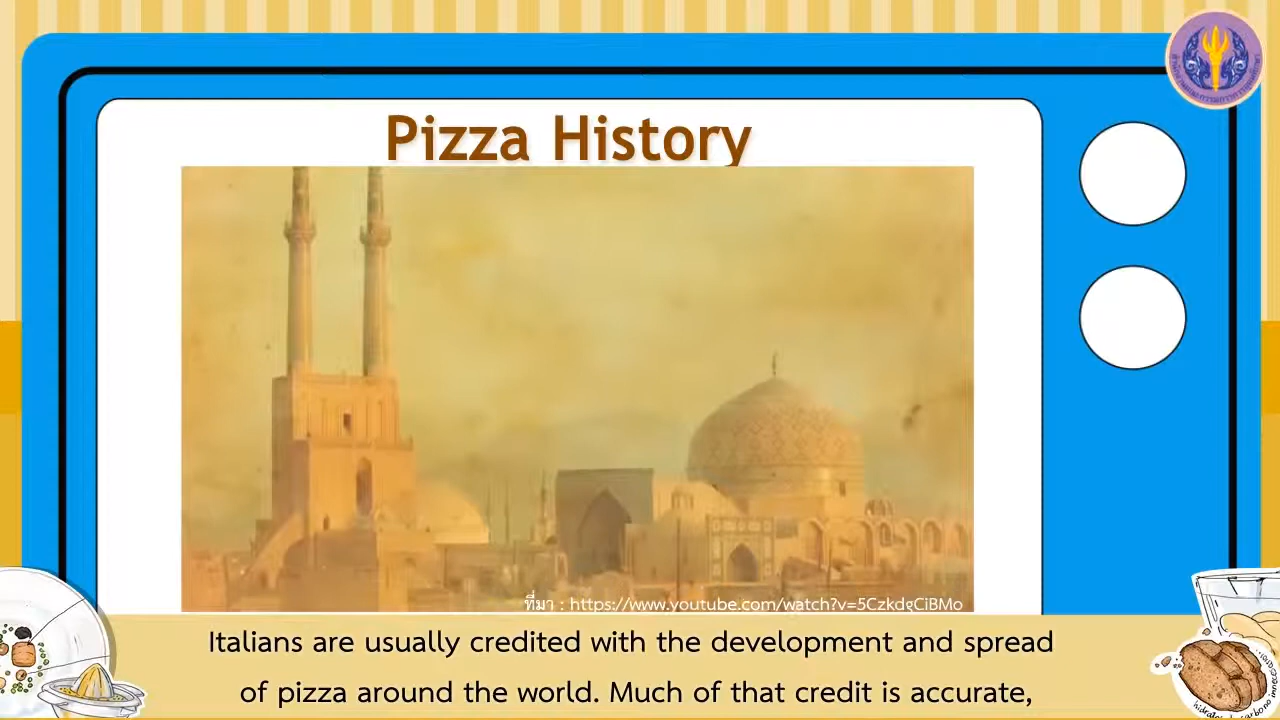 Pizza History
ที่มา : https://www.youtube.com/watch?v=5CzkdgCiBMo
Italians are usually credited with the development and spread
of pizza around the world. Much of that credit is accurate,